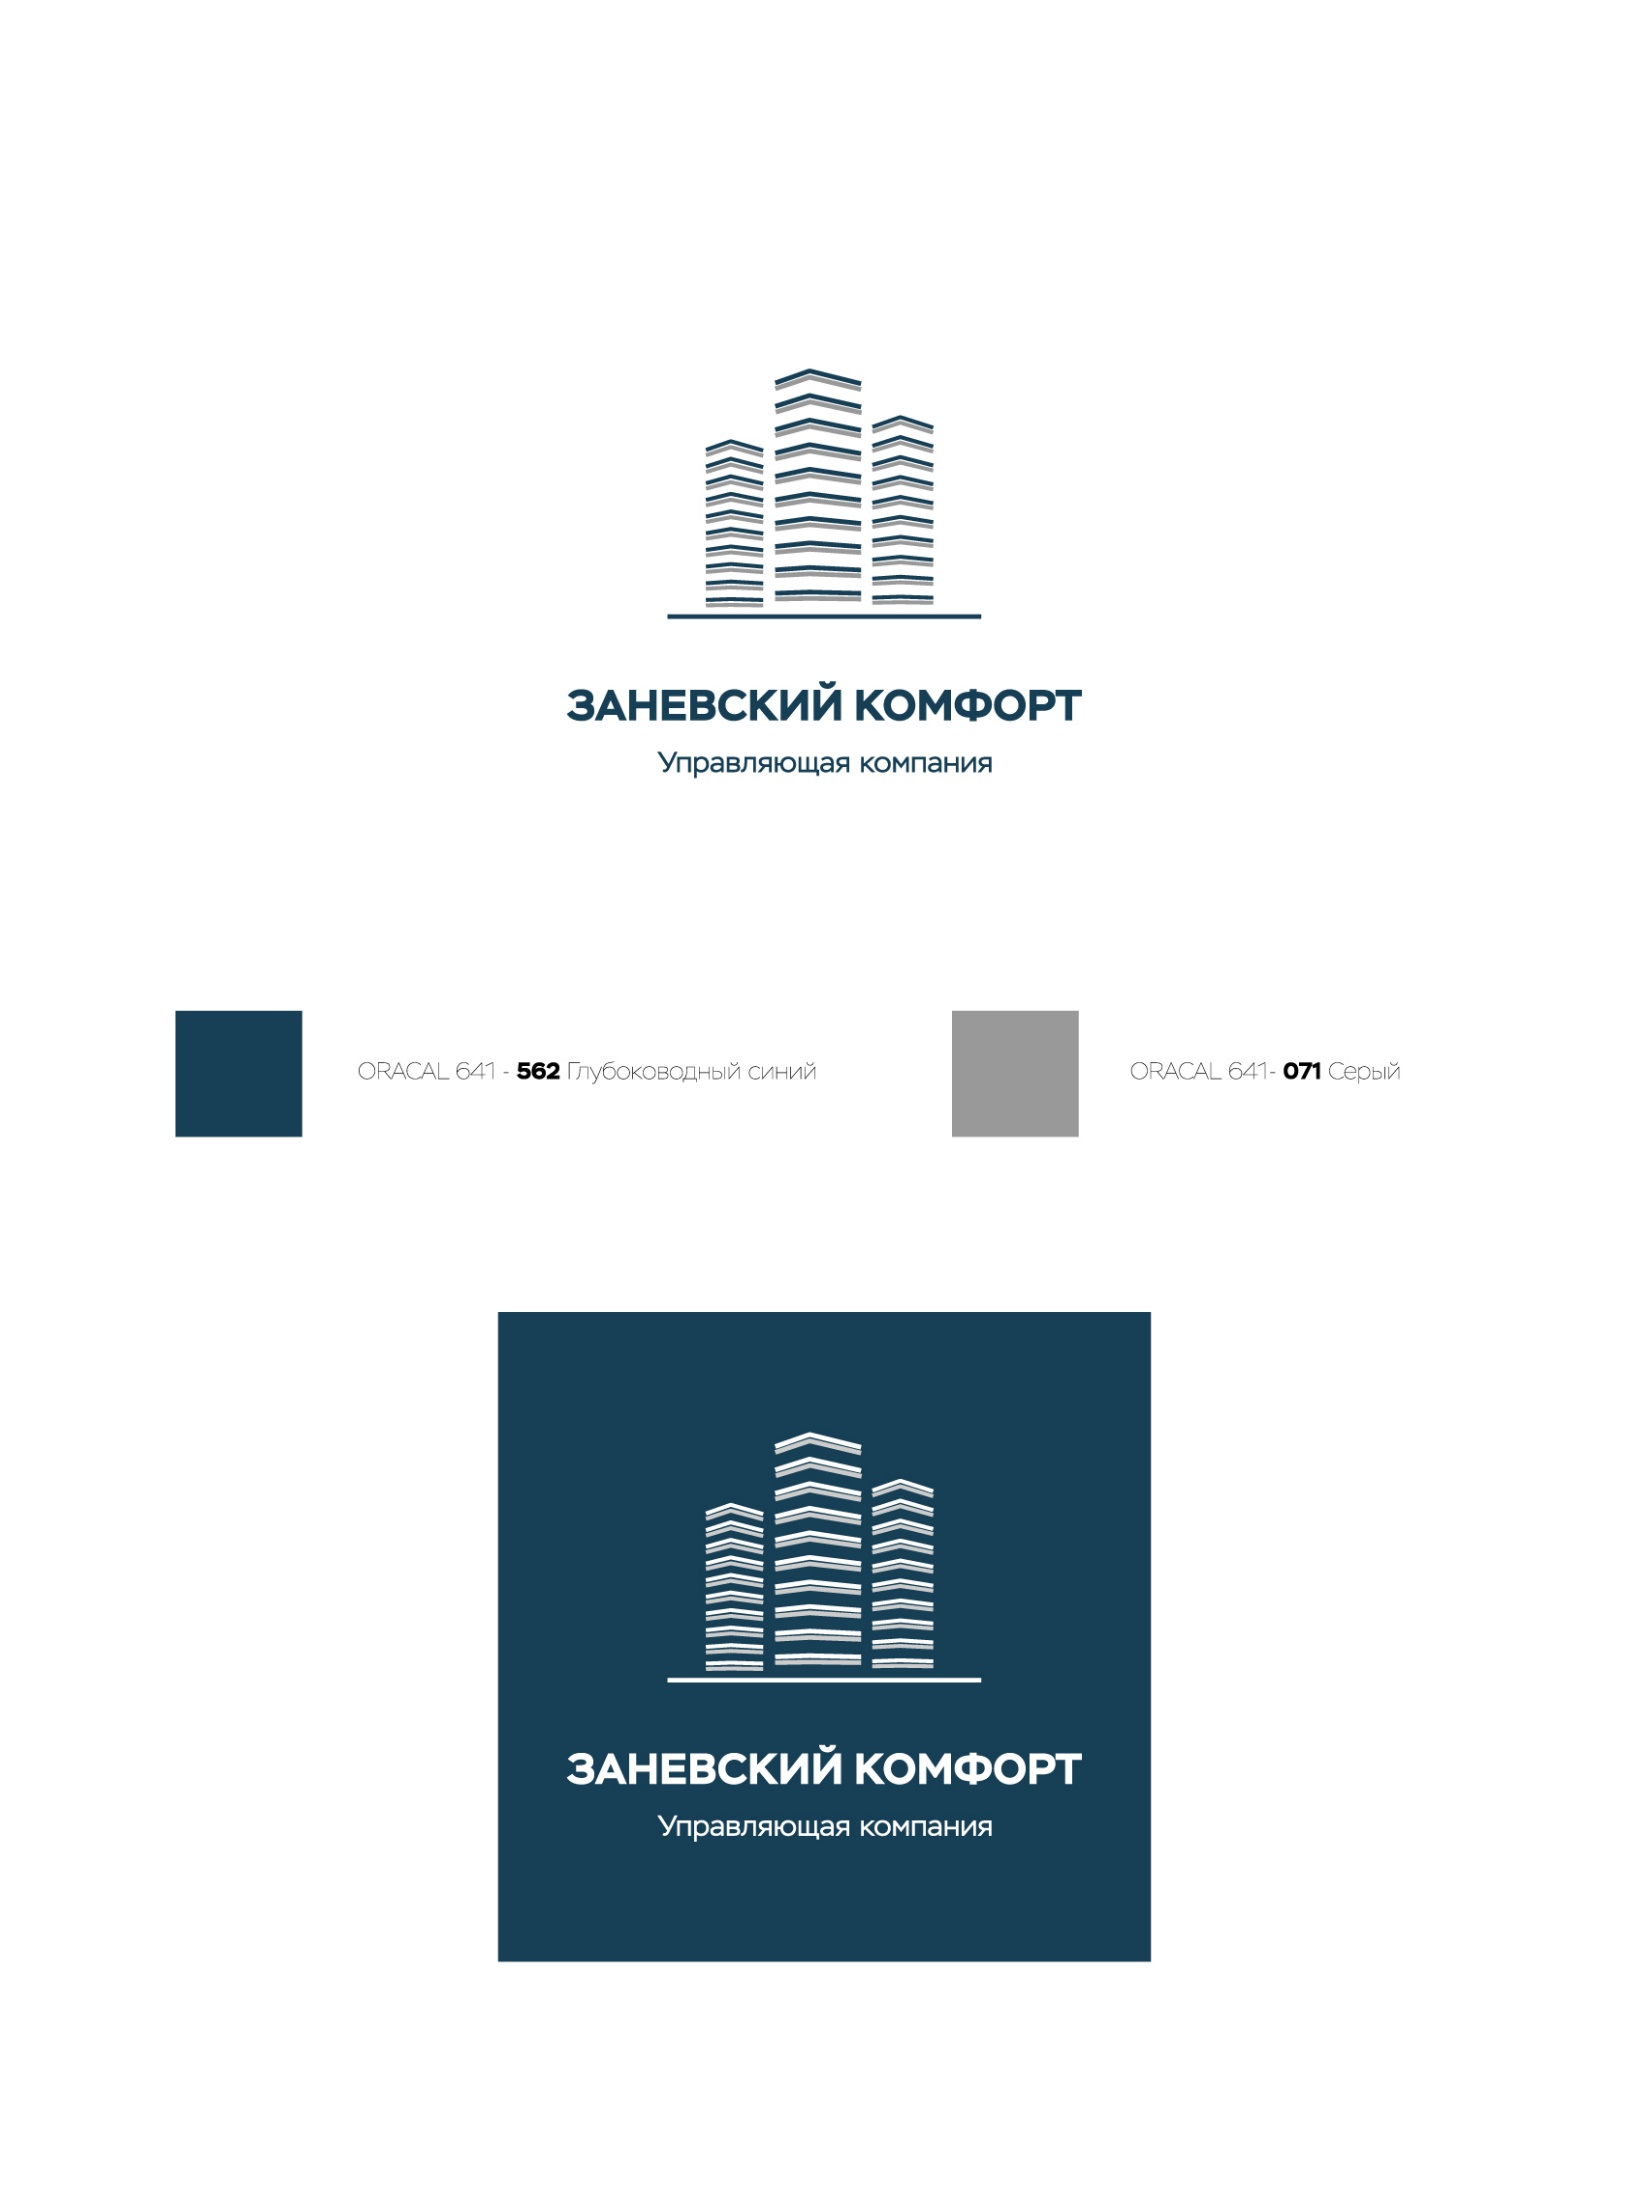 ЗАНЕВСКИЙ КОМФОРТ
Управляющая компания
ORACAL 641 - 562 Глубоководный синий
ORACAL 641- 071 Серый
ЗАНЕВСКИЙ КОМФОРТ
Управляющая компания